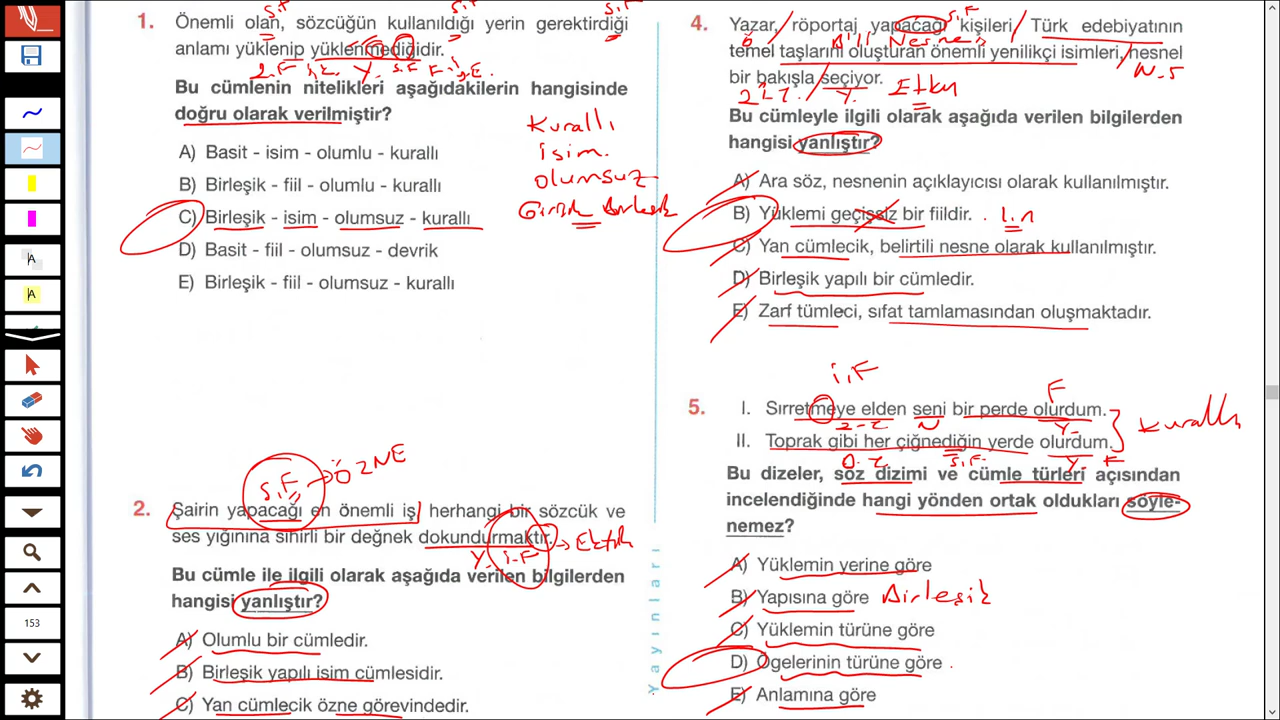 1. Önemli olan, sözcüğün kullanıldığı yerin gerektirdiği
anlamı yüklenip yüklenmediğidir.
Bu cümlenin nitelikleri aşağıdakilerin hangisinde
doğru olarak verilmiştir?
Kurallı
isim.
olumsuz
Girişik Birleşik
A) Basit - isim - olumlu - kurallı
B) Birleşik - fiil - olumlu - kurallı
C) Birleşik - isim - olumsuz - kurallı
D) Basit - fiil - olumsuz - devrik
E) Birleşik - fiil - olumsuz - kurallı
S.F → ÖZNE
2. Şairin yapacağı en önemli iş, herhangi bir sözcük ve
ses yığınına sihirli bir değnek dokundurmaktır.
Y. i-F
Bu cümle ile ilgili olarak aşağıda verilen bilgilerden
hangisi yanlıştır?
A) Olumlu bir cümledir.
B) Birleşik yapılı isim cümlesidir.
C) Yan cümlecik özne görevindedir.
Yayınları
4. Yazar, röportaj yapacağı kişileri, Türk edebiyatının
temel taşlarını oluşturan önemli yenilikçi isimleri, nesnel
bir bakışla seçiyor.
S.F
Ö
Nesnesi
N-S
Y.
Bu cümleyle ilgili olarak aşağıda verilen bilgilerden
hangisi yanlıştır?
A) Ara söz, nesnenin açıklayıcısı olarak kullanılmıştır.
B) Yüklemi geçişsiz bir fiildir.
C) Yan cümlecik, belirtili nesne olarak kullanılmıştır.
D) Birleşik yapılı bir cümledir.
E) Zarf tümleci, sıfat tamlamasından oluşmaktadır.
i.F
F
5. I. Sırretmeye elden seni bir perde olurdum.
Z-T N Y.
II. Toprak gibi her çiğnediğin yerde olurdum.
S.F. Y. F
Kurallı
Bu dizeler, söz dizimi ve cümle türleri açısından
incelendiğinde hangi yönden ortak oldukları söyle-
nemez?
A) Yüklemin yerine göre
B) Yapısına göre Birleşik
C) Yüklemin türüne göre
D) Ögelerinin türüne göre
E) Anlamına göre
153